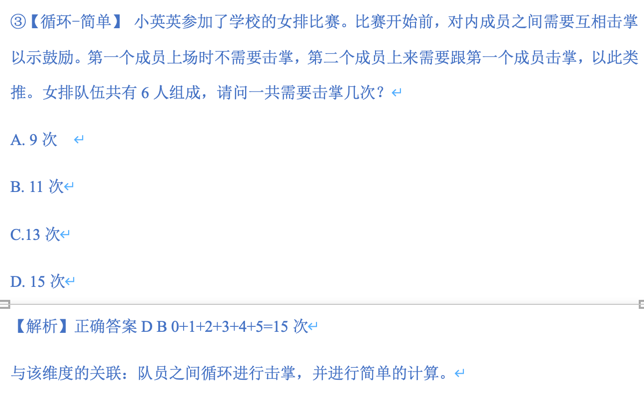 ③【循环-简单】 小英英参加了学校的女排比赛。比赛开始前，对内成员之间需要互相击掌
以示鼓励。第一个成员上场时不需要击掌，第二个成员上来需要跟第一个成员击掌，以此类
推。女排队伍共有 6 人组成，请问一共需要击掌几次？
A. 9 次
B. 11 次
C.13 次
D. 15 次
【解析】正确答案 D B 0+1+2+3+4+5=15 次
与该维度的关联：队员之间循环进行击掌，并进行简单的计算。